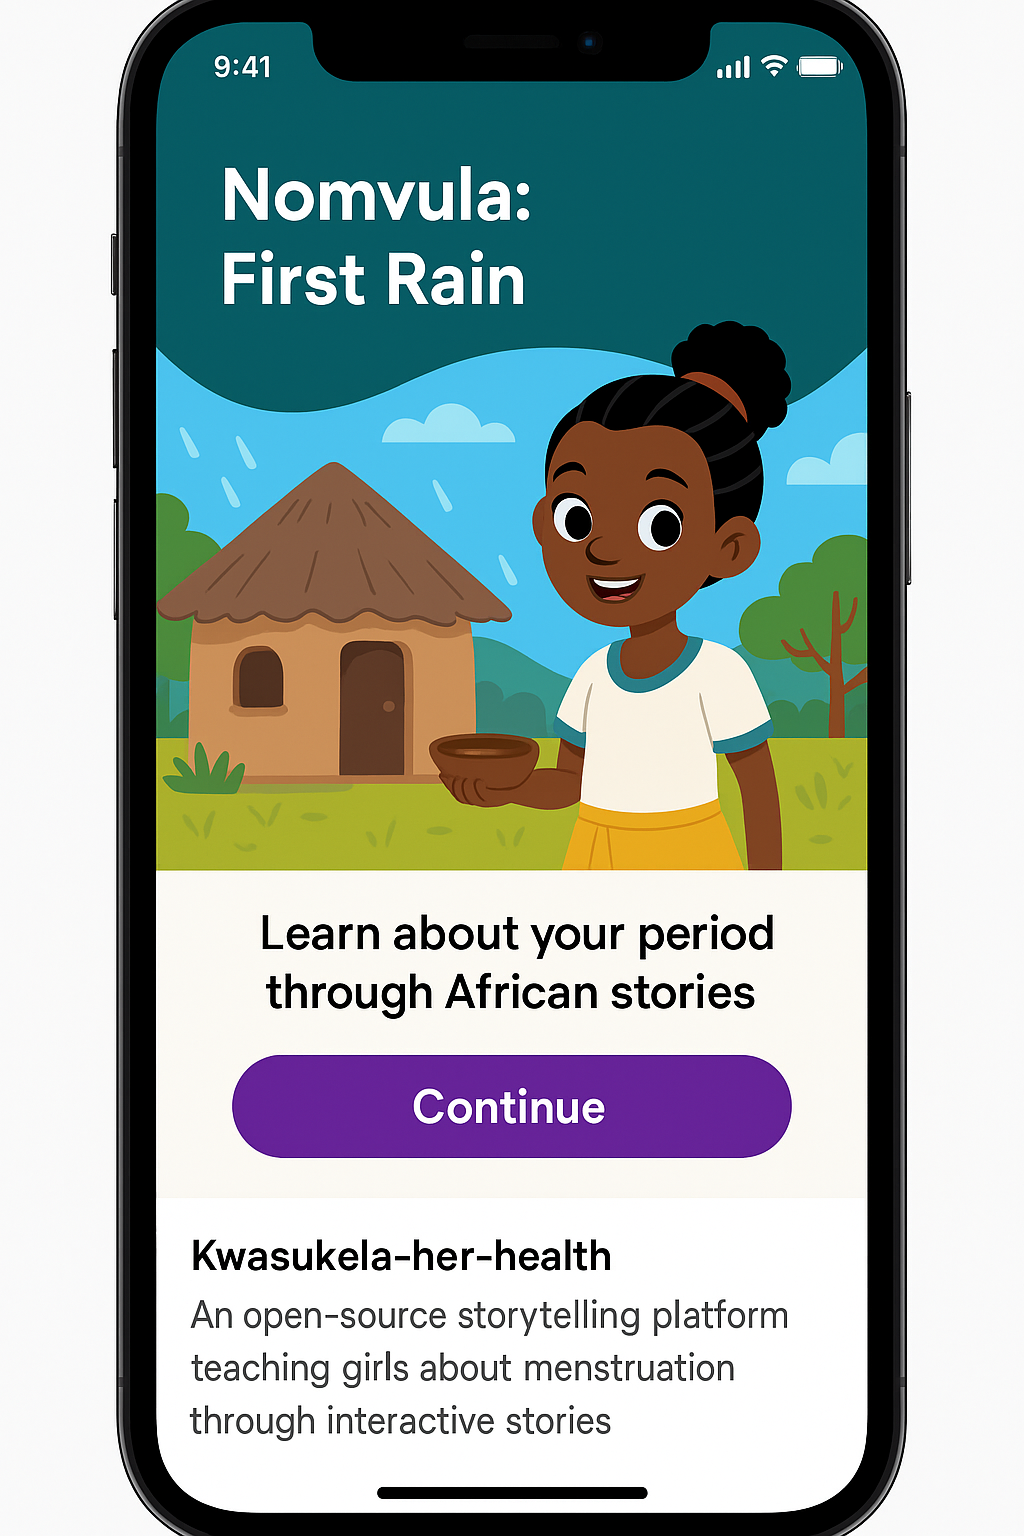 9:41
Nomvula:
First Rain
Learn about your period
through African stories
Continue
Kwasukela-her-health
An open-source storytelling platform
teaching girls about menstruation
through interactive stories